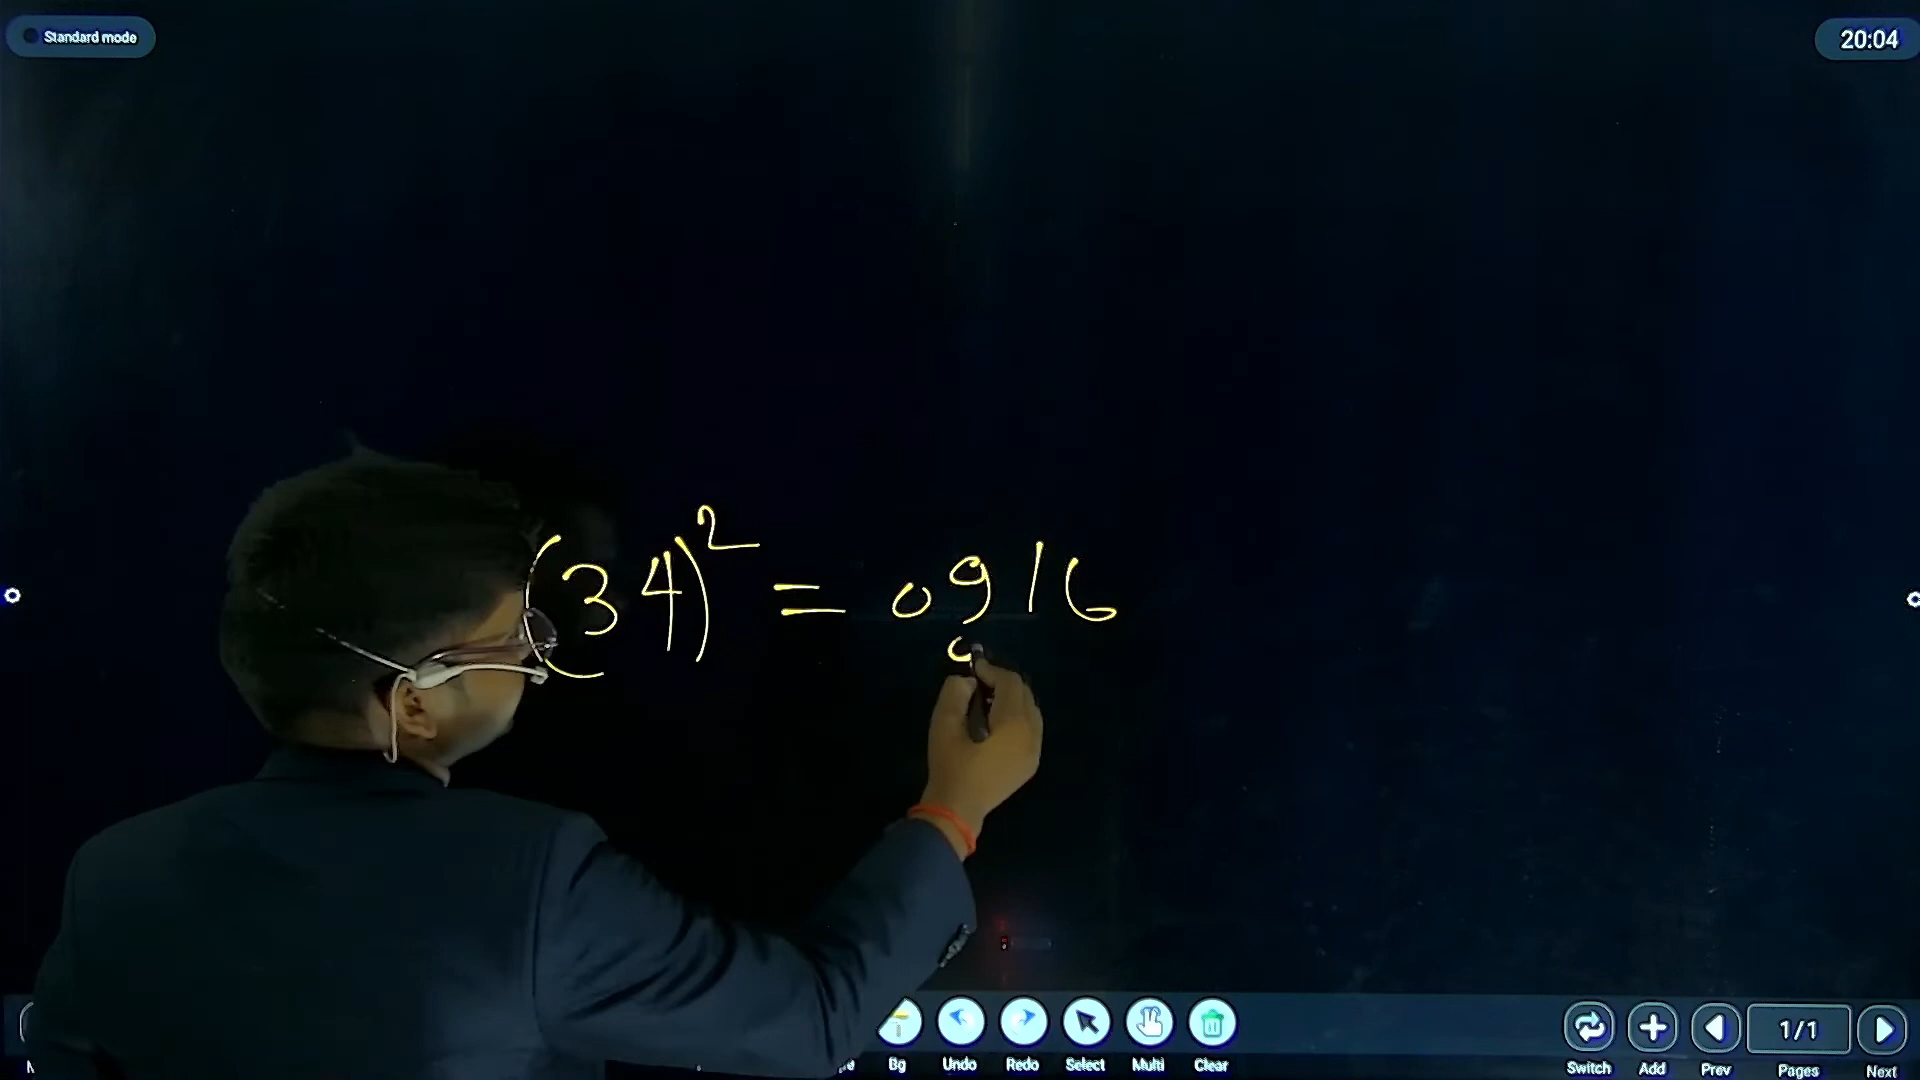 Standard mode
20:04
(34)² = 0916
Bg Undo Redo Select Multi Clear
Switch Add Prev 1/1 Pages Next